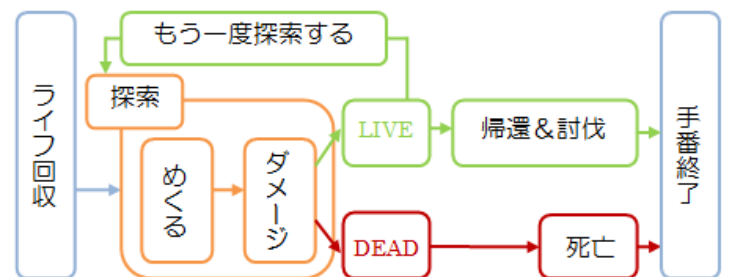 ライフ回収
もう一度探索する
探索
めくる
ダメージ
LIVE
帰還＆討伐
DEAD
死亡
手番終了